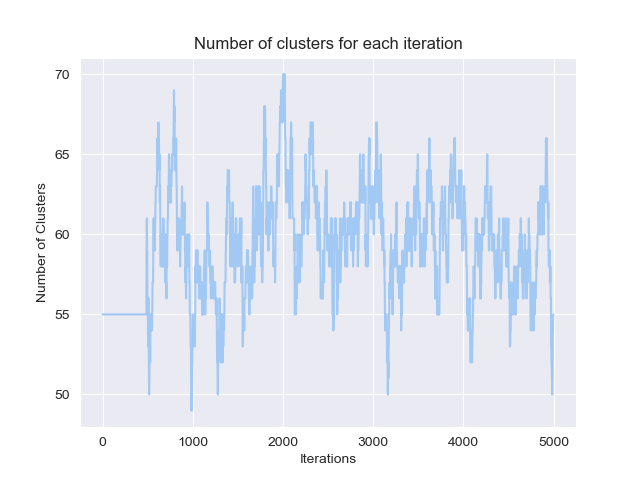 Number of clusters for each iteration
70
65
60
55
50
Number of Clusters
0 1000 2000 3000 4000 5000
Iterations